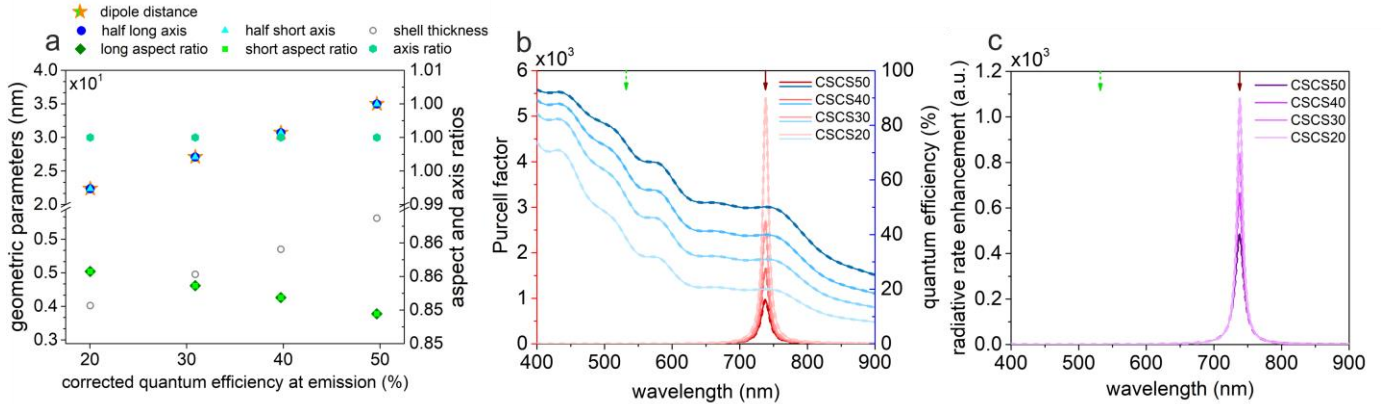 dipole distance
half long axis half short axis shell thickness
long aspect ratio short aspect ratio axis ratio
a
x10¹
geometric parameters (nm)
4.0
3.5
3.0
2.5
2.0
0.5
0.5
0.4
0.3
1.01
1.00
1.00
0.99
0.86
0.86
0.85
0.85
aspect and axis ratios
20 30 40 50
corrected quantum efficiency at emission (%)
b
x10³
Purcell factor
6
5
4
3
2
1
0
CSCS50
CSCS40
CSCS30
CSCS20
100
80
60
40
20
0
quantum efficiency (%)
400 500 600 700 800 900
wavelength (nm)
c
x10³
radiative rate enhancement (a.u.)
1.2
1.0
0.8
0.6
0.4
0.2
0.0
CSCS50
CSCS40
CSCS30
CSCS20
400 500 600 700 800 900
wavelength (nm)